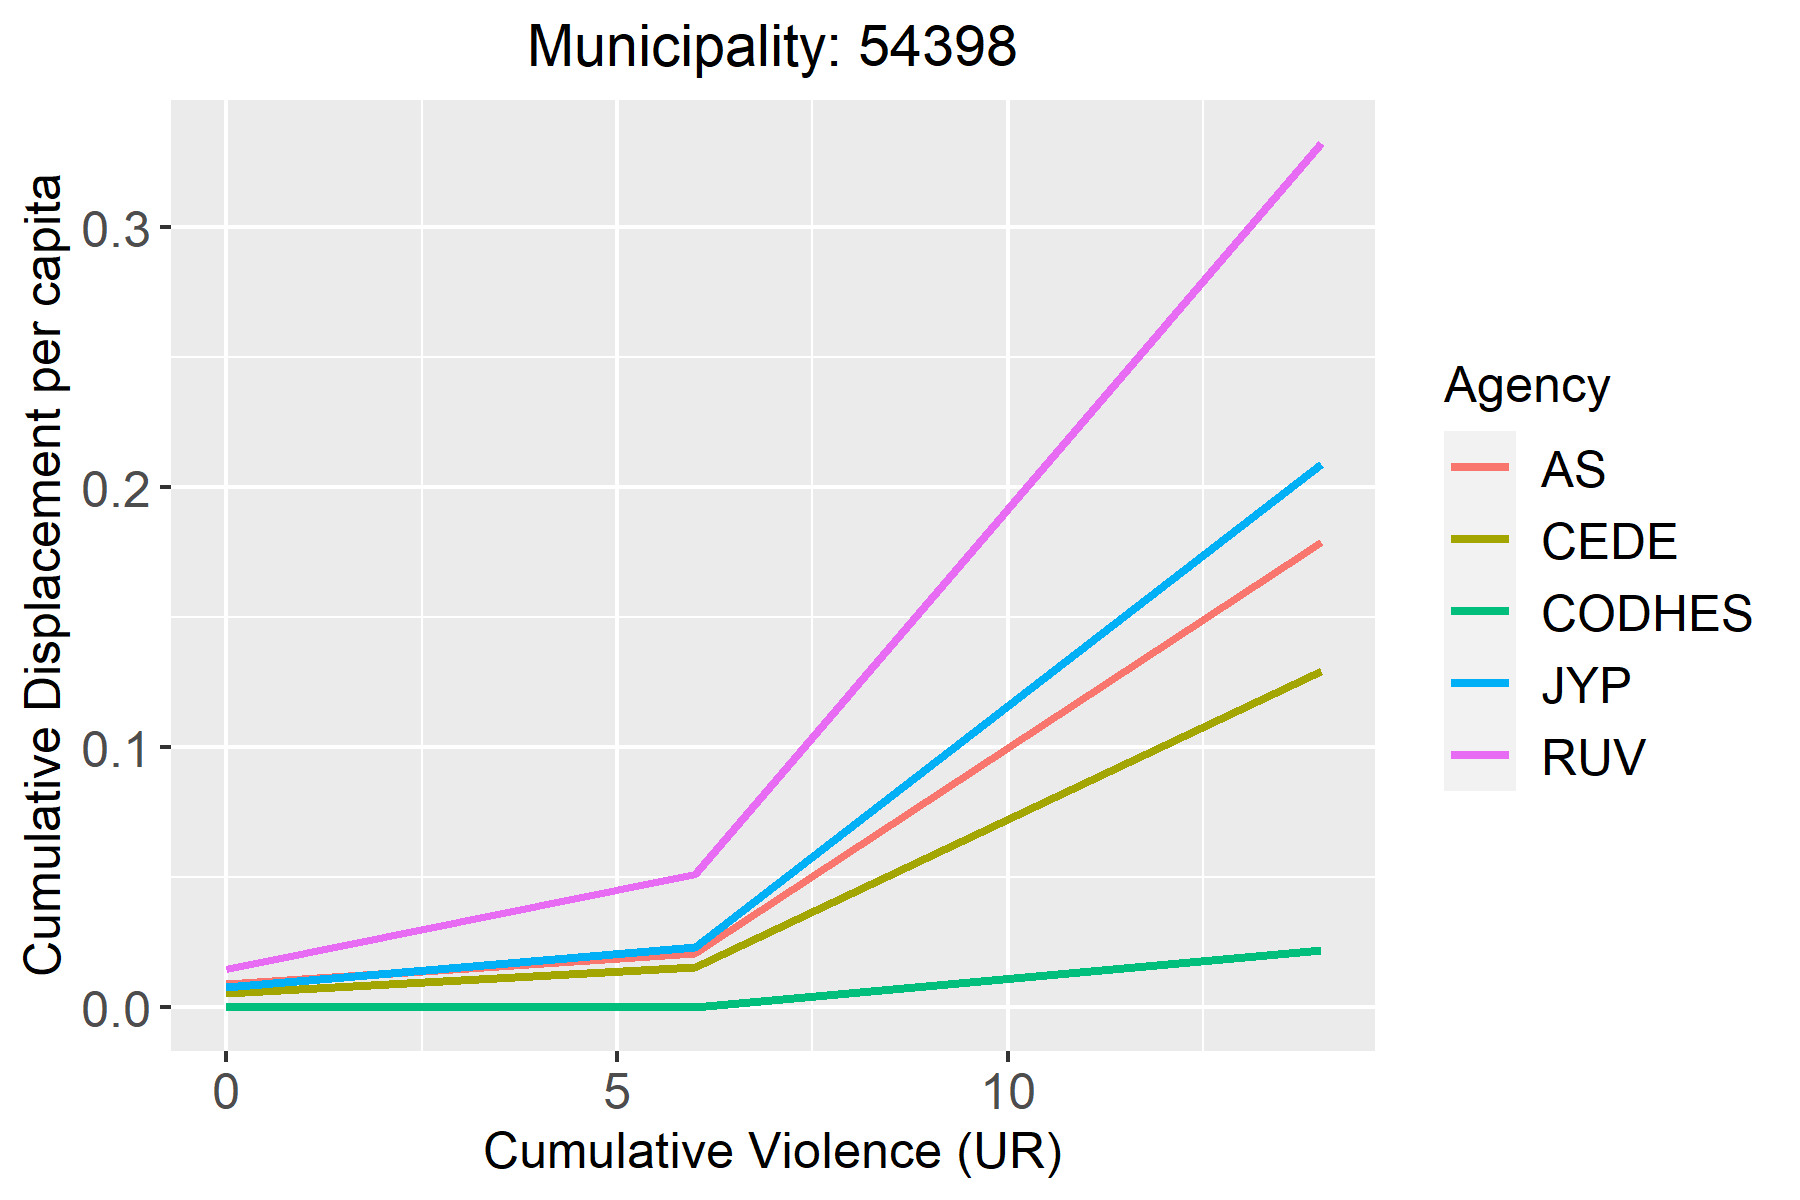 Municipality: 54398
Cumulative Displacement per capita
0.3
0.2
0.1
0.0
0
5
10
Cumulative Violence (UR)
Agency
AS
CEDE
CODHES
JYP
RUV